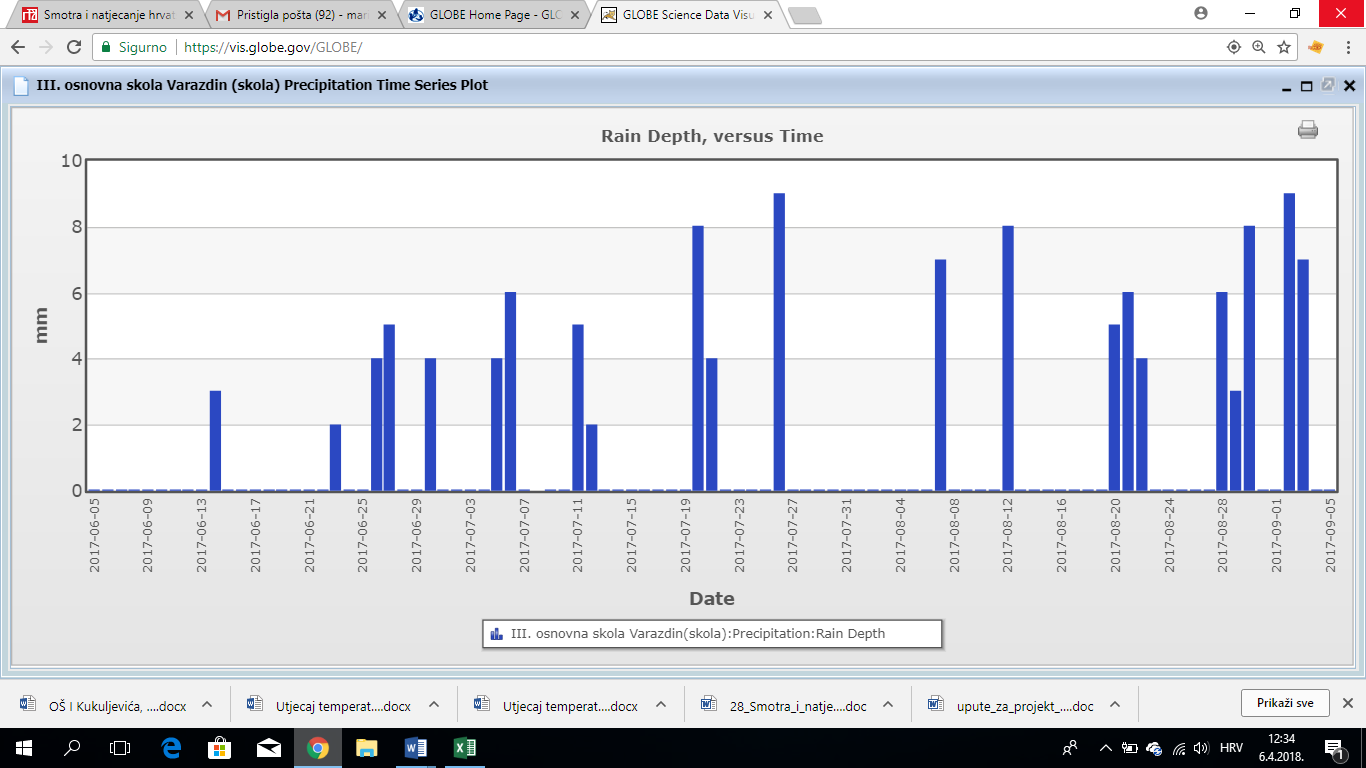 Smotra i natjecanje hrvat
Pristigla pošta (92) - mari
GLOBE Home Page - GLO
GLOBE Science Data Visu
Sigurno
https://vis.globe.gov/GLOBE/
III. osnovna skola Varazdin (skola) Precipitation Time Series Plot
Rain Depth, versus Time
10
8
6
4
2
0
mm
2017-06-05
2017-06-09
2017-06-13
2017-06-17
2017-06-21
2017-06-25
2017-06-29
2017-07-03
2017-07-07
2017-07-11
2017-07-15
2017-07-19
2017-07-23
2017-07-27
2017-07-31
2017-08-04
2017-08-08
2017-08-12
2017-08-16
2017-08-20
2017-08-24
2017-08-28
2017-09-01
2017-09-05
Date
III. osnovna skola Varazdin(skola):Precipitation:Rain Depth
OŠ I Kukuljevića, ....docx
Utjecaj temperat....docx
Utjecaj temperat....docx
28_Smotra_i_natje....doc
upute_za_projekt_....doc
Prikaži sve
HRV
12:34
6.4.2018.
1